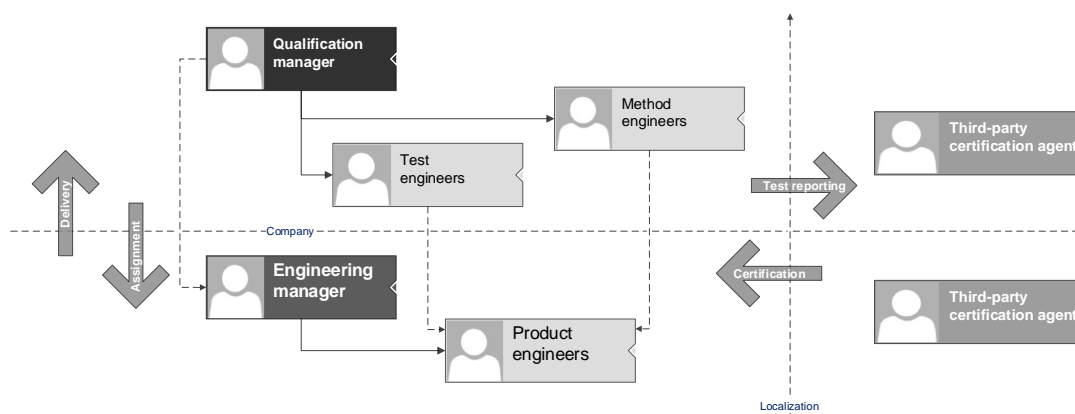 Qualification
manager
Method
engineers
Third-party
certification agent
Test
engineers
Delivery
Test reporting
Assignment
Company
Engineering
manager
Certification
Third-party
certification agent
Product
engineers
Localization